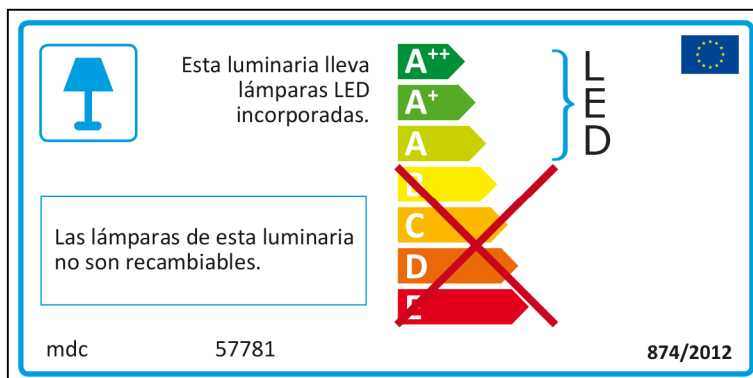 Esta luminaria lleva
lámparas LED
incorporadas.
A++
A+
A
B
C
D
E
L
E
D
Las lámparas de esta luminaria
no son recambiables.
mdc 57781
874/2012